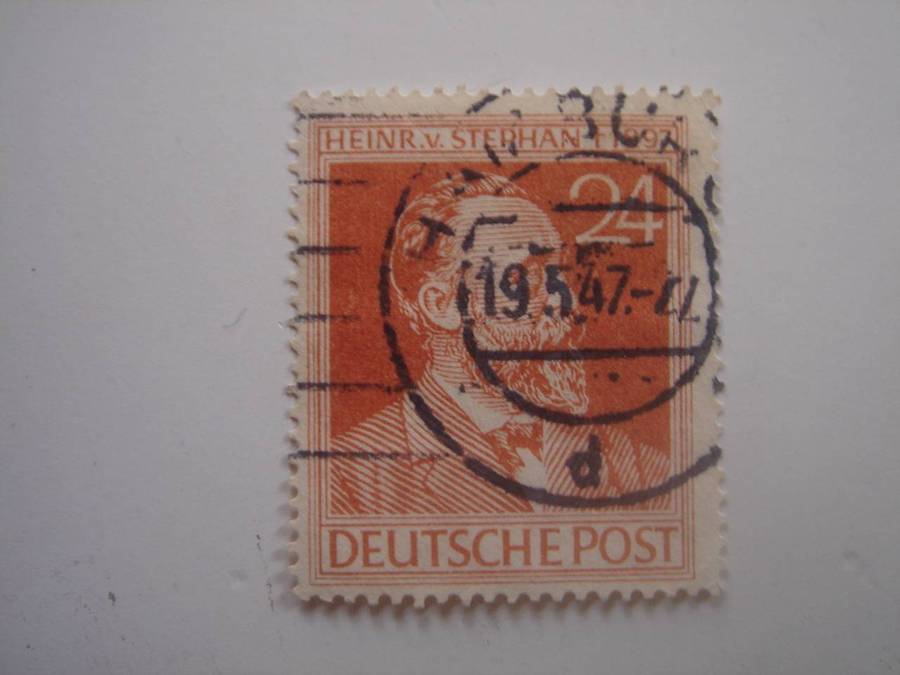 HEINR. v. STEPHAN † 1897
24
19.5.47.-
d
DEUTSCHE POST